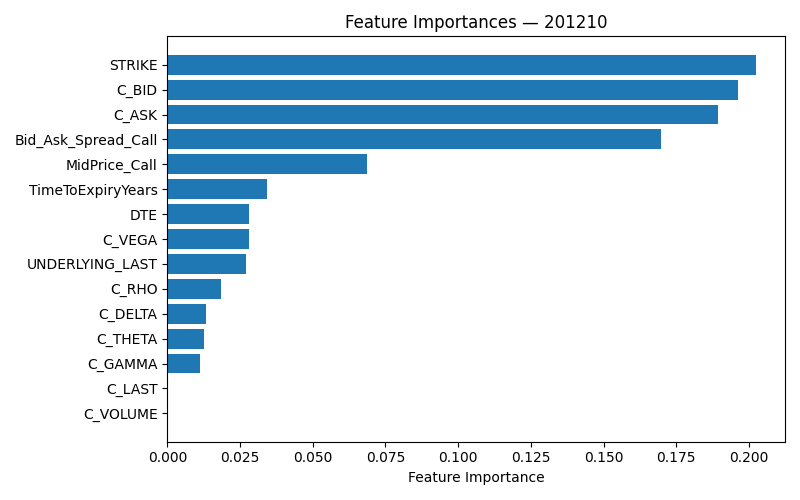 Feature Importances — 201210
STRIKE
C_BID
C_ASK
Bid_Ask_Spread_Call
MidPrice_Call
TimeToExpiryYears
DTE
C_VEGA
UNDERLYING_LAST
C_RHO
C_DELTA
C_THETA
C_GAMMA
C_LAST
C_VOLUME
0.000 0.025 0.050 0.075 0.100 0.125 0.150 0.175 0.200
Feature Importance